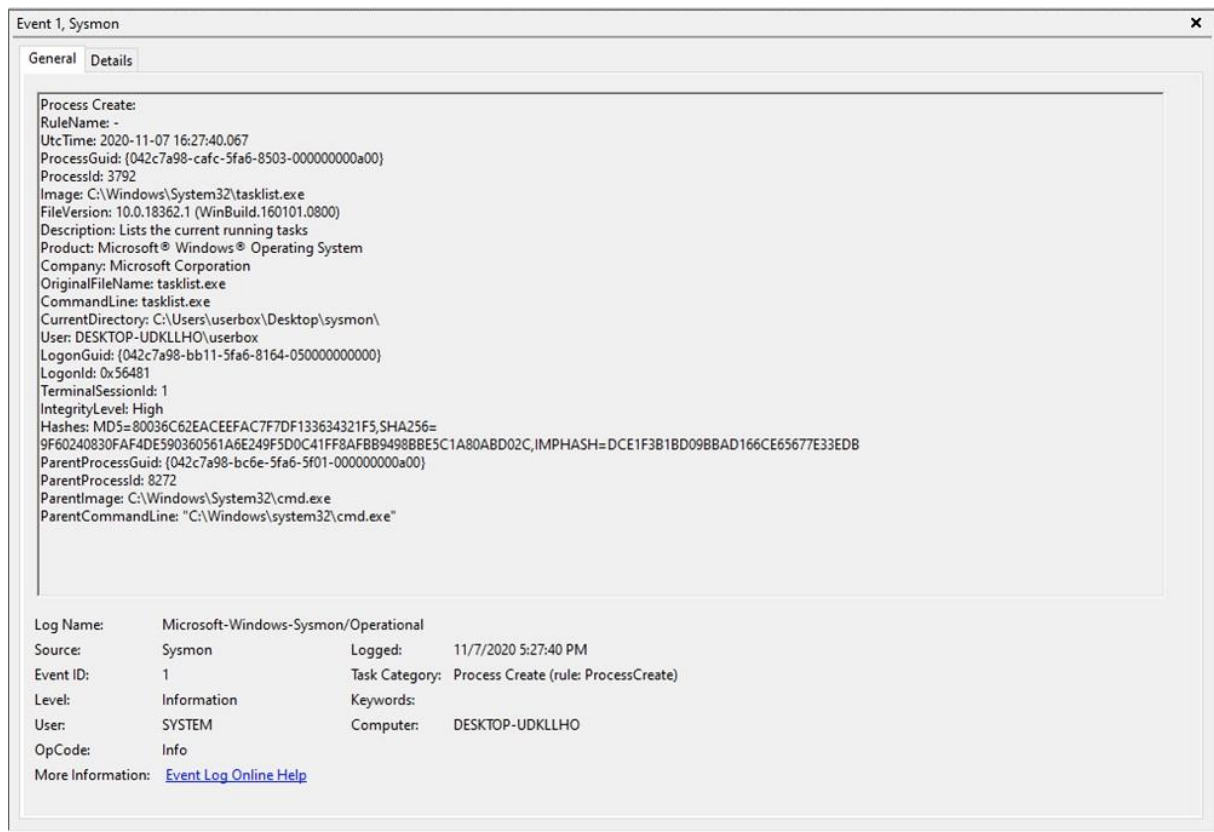 Event 1, Sysmon
General Details
Process Create:
RuleName: -
UtcTime: 2020-11-07 16:27:40.067
ProcessGuid: {042c7a98-cafc-5fa6-8503-000000000a00}
ProcessId: 3792
Image: C:\Windows\System32\tasklist.exe
FileVersion: 10.0.18362.1 (WinBuild.160101.0800)
Description: Lists the current running tasks
Product: Microsoft® Windows® Operating System
Company: Microsoft Corporation
OriginalFileName: tasklist.exe
CommandLine: tasklist.exe
CurrentDirectory: C:\Users\userbox\Desktop\sysmon\
User: DESKTOP-UDKLLHO\userbox
LogonGuid: {042c7a98-bb11-5fa6-8164-050000000000}
LogonId: 0x56481
TerminalSessionId: 1
IntegrityLevel: High
Hashes: MD5=80036C62EACEEFAC7F7DF133634321F5,SHA256=
9F60240830FAF4DE590360561A6E249F5D0C41FF8AFBB9498BBE5C1A80ABD02C,IMPHASH=DCE1F3B1BD09BBAD166CE65677E33EDB
ParentProcessGuid: {042c7a98-bc6e-5fa6-5f01-000000000a00}
ParentProcessId: 8272
ParentImage: C:\Windows\System32\cmd.exe
ParentCommandLine: "C:\Windows\system32\cmd.exe"
Log Name: Microsoft-Windows-Sysmon/Operational
Source: Sysmon Logged: 11/7/2020 5:27:40 PM
Event ID: 1 Task Category: Process Create (rule: ProcessCreate)
Level: Information Keywords:
User: SYSTEM Computer: DESKTOP-UDKLLHO
OpCode: Info
More Information: Event Log Online Help